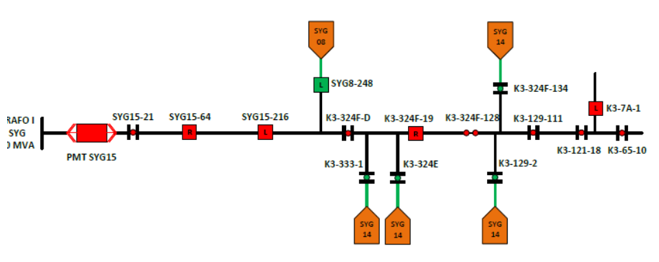 SYG
08
SYG
14
L
SYG8-248
K3-324F-134
L
K3-7A-1
RAFO I
SYG
0 MVA
SYG15-21
SYG15-64
SYG15-216
K3-324F-D
K3-324F-19
K3-324F-128
K3-129-111
R
L
R
PMT SYG15
K3-121-18
K3-65-10
K3-333-1
K3-324E
K3-129-2
SYG
14
SYG
14
SYG
14